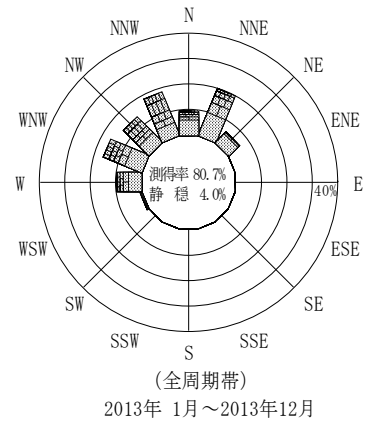 N
NNW NNE
NW NE
WNW ENE
測得率 80.7%
W 40% E
静 穏 4.0%
WSW ESE
SW SE
SSW SSE
S
(全周期帯)
2013年 1月～2013年12月